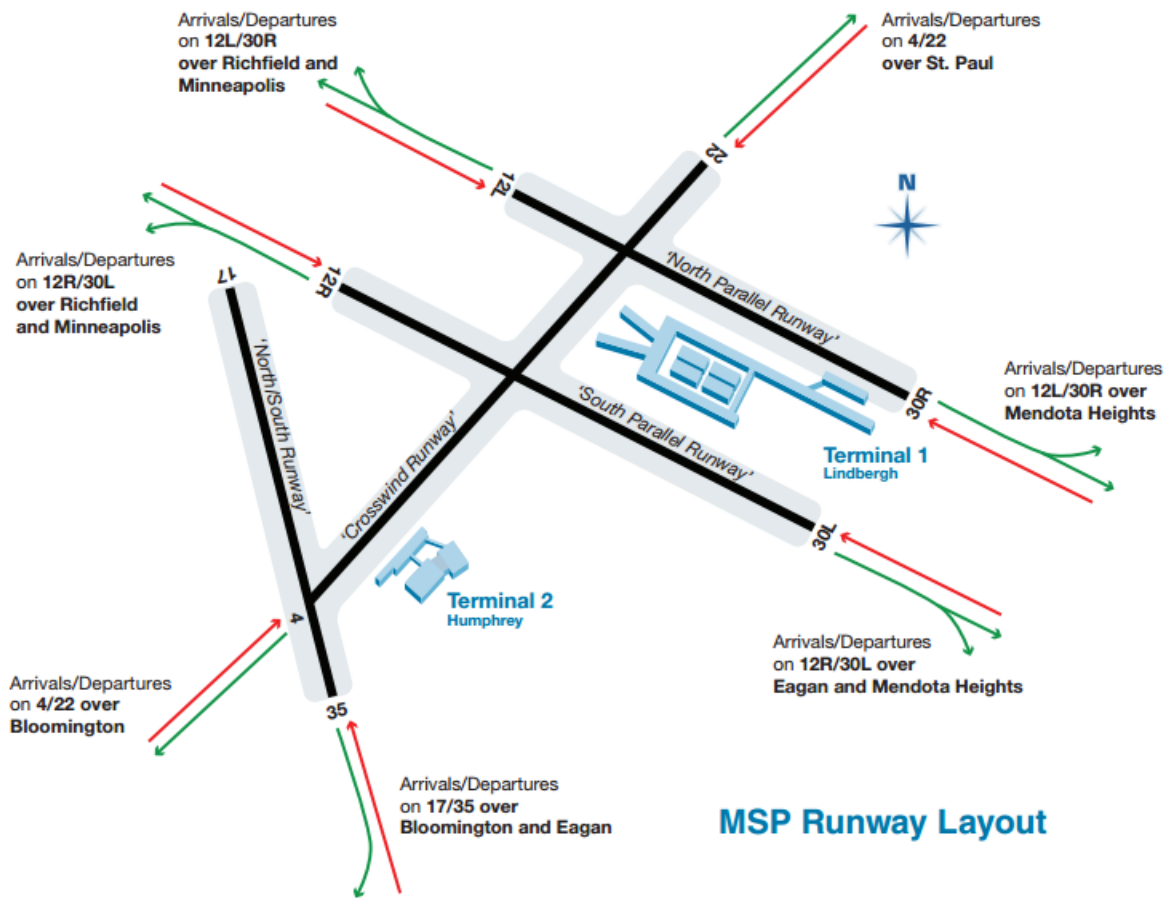 Arrivals/Departures
on 12L/30R
over Richfield and
Minneapolis
Arrivals/Departures
on 4/22
over St. Paul
22
12L
N
Arrivals/Departures
on 12R/30L
over Richfield
and Minneapolis
17
12R
'North Parallel Runway'
'North/South Runway'
'South Parallel Runway'
'Crosswind Runway'
30R
Arrivals/Departures
on 12L/30R over
Mendota Heights
Terminal 1
Lindbergh
30L
Terminal 2
Humphrey
4
Arrivals/Departures
on 12R/30L over
Eagan and Mendota Heights
Arrivals/Departures
on 4/22 over
Bloomington
35
Arrivals/Departures
on 17/35 over
Bloomington and Eagan
MSP Runway Layout